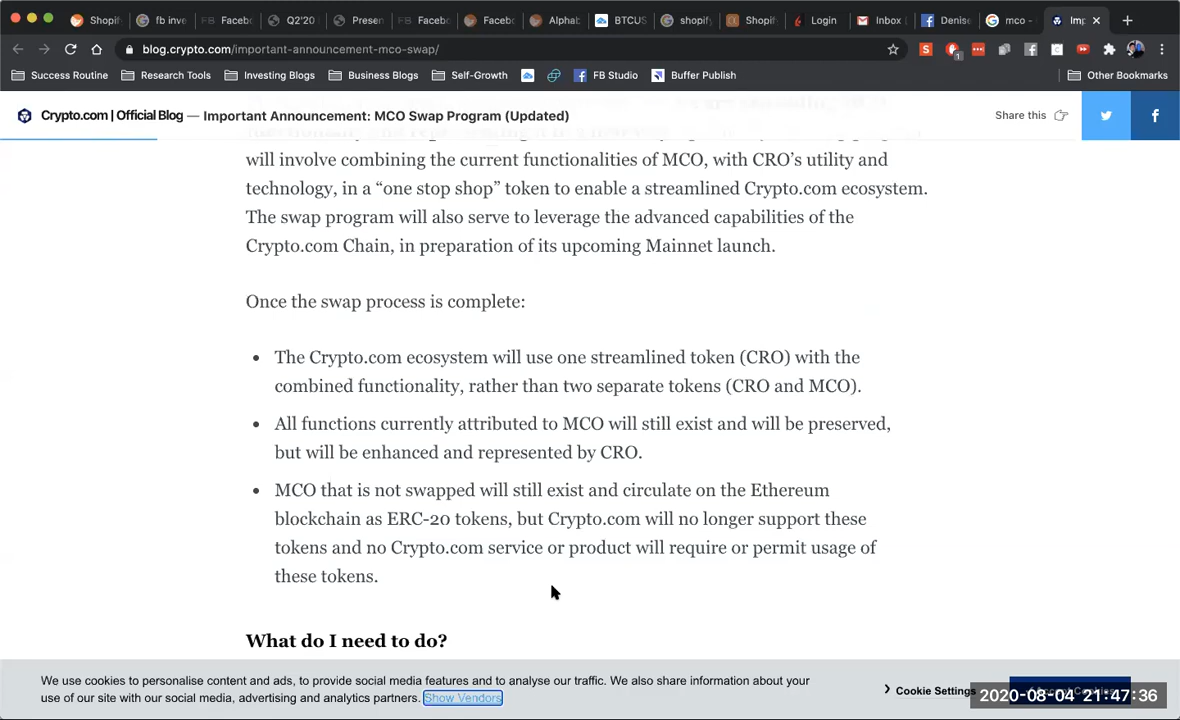 Shopif
fb inve
Facebo
Q2'20
Presen
Facebo
Facebo
Alphab
BTCUS
shopify
Shopif
Login
Inbox
Denise
mco -
Imp
blog.crypto.com/important-announcement-mco-swap/
Success Routine
Research Tools
Investing Blogs
Business Blogs
Self-Growth
FB Studio
Buffer Publish
Other Bookmarks
Crypto.com | Official Blog — Important Announcement: MCO Swap Program (Updated)
Share this
will involve combining the current functionalities of MCO, with CRO’s utility and
technology, in a “one stop shop” token to enable a streamlined Crypto.com ecosystem.
The swap program will also serve to leverage the advanced capabilities of the
Crypto.com Chain, in preparation of its upcoming Mainnet launch.
Once the swap process is complete:
• The Crypto.com ecosystem will use one streamlined token (CRO) with the
combined functionality, rather than two separate tokens (CRO and MCO).
• All functions currently attributed to MCO will still exist and will be preserved,
but will be enhanced and represented by CRO.
• MCO that is not swapped will still exist and circulate on the Ethereum
blockchain as ERC-20 tokens, but Crypto.com will no longer support these
tokens and no Crypto.com service or product will require or permit usage of
these tokens.
What do I need to do?
We use cookies to personalise content and ads, to provide social media features and to analyse our traffic. We also share information about your
use of our site with our social media, advertising and analytics partners. Show Vendors
Cookie Settings
2020-08-04 21:47:36